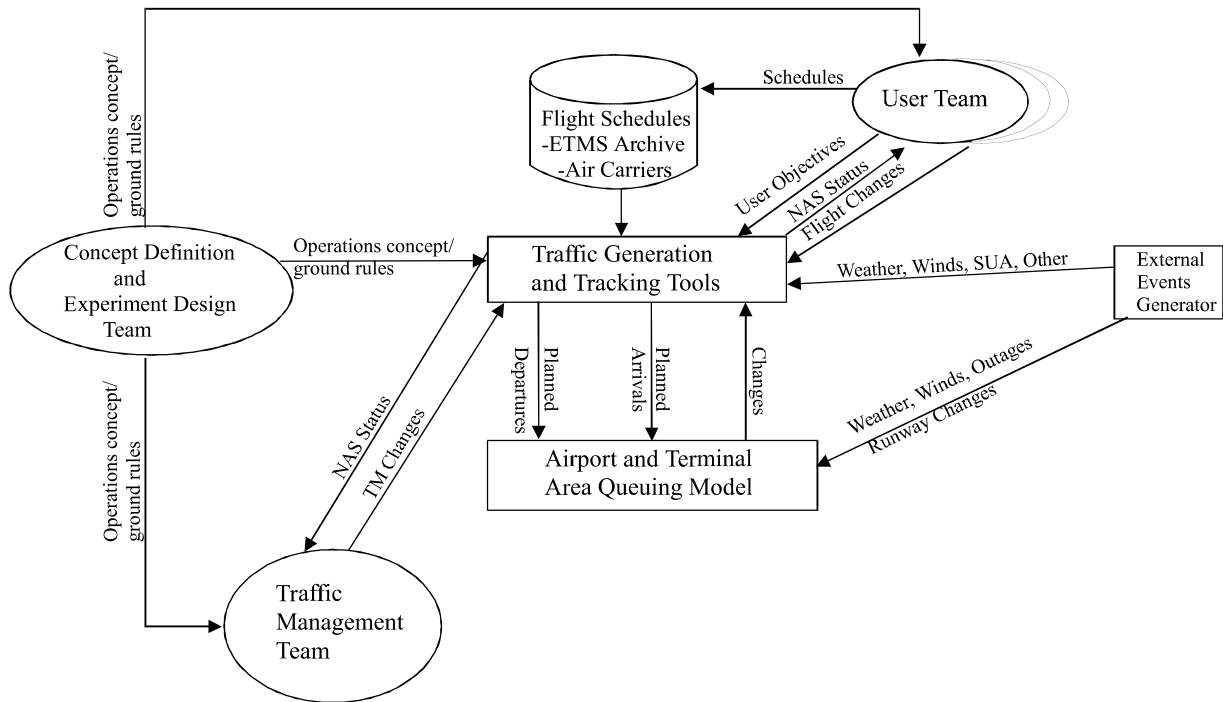 Operations concept/
ground rules
Schedules
User Team
Flight Schedules
-ETMS Archive
-Air Carriers
User Objectives
NAS Status
Flight Changes
Concept Definition
and
Experiment Design
Team
Operations concept/
ground rules
Traffic Generation
and Tracking Tools
Weather, Winds, SUA, Other
External
Events
Generator
Planned
Departures
Planned
Arrivals
Changes
Weather, Winds, Outages
Runway Changes
NAS Status
TM Changes
Operations concept/
ground rules
Airport and Terminal
Area Queuing Model
Traffic
Management
Team